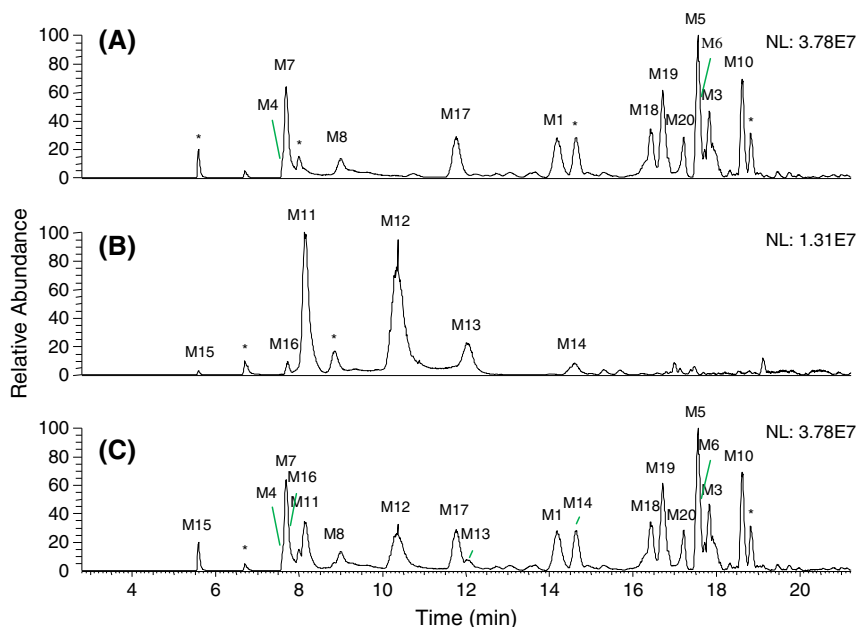 (A)
NL: 3.78E7
100
80
60
40
20
0
*
M4
M7
*
M8
M17
M1
*
M18
M19
M20
M5
M6
M3
M10
*
(B)
NL: 1.31E7
100
80
60
40
20
0
M15
*
M16
M11
*
M12
M13
M14
Relative Abundance
(C)
NL: 3.78E7
100
80
60
40
20
0
M15
*
M4
M7
M16
M11
M8
M12
M17
M13
M1
M14
M18
M19
M20
M5
M6
M3
M10
*
4 6 8 10 12 14 16 18 20
Time (min)